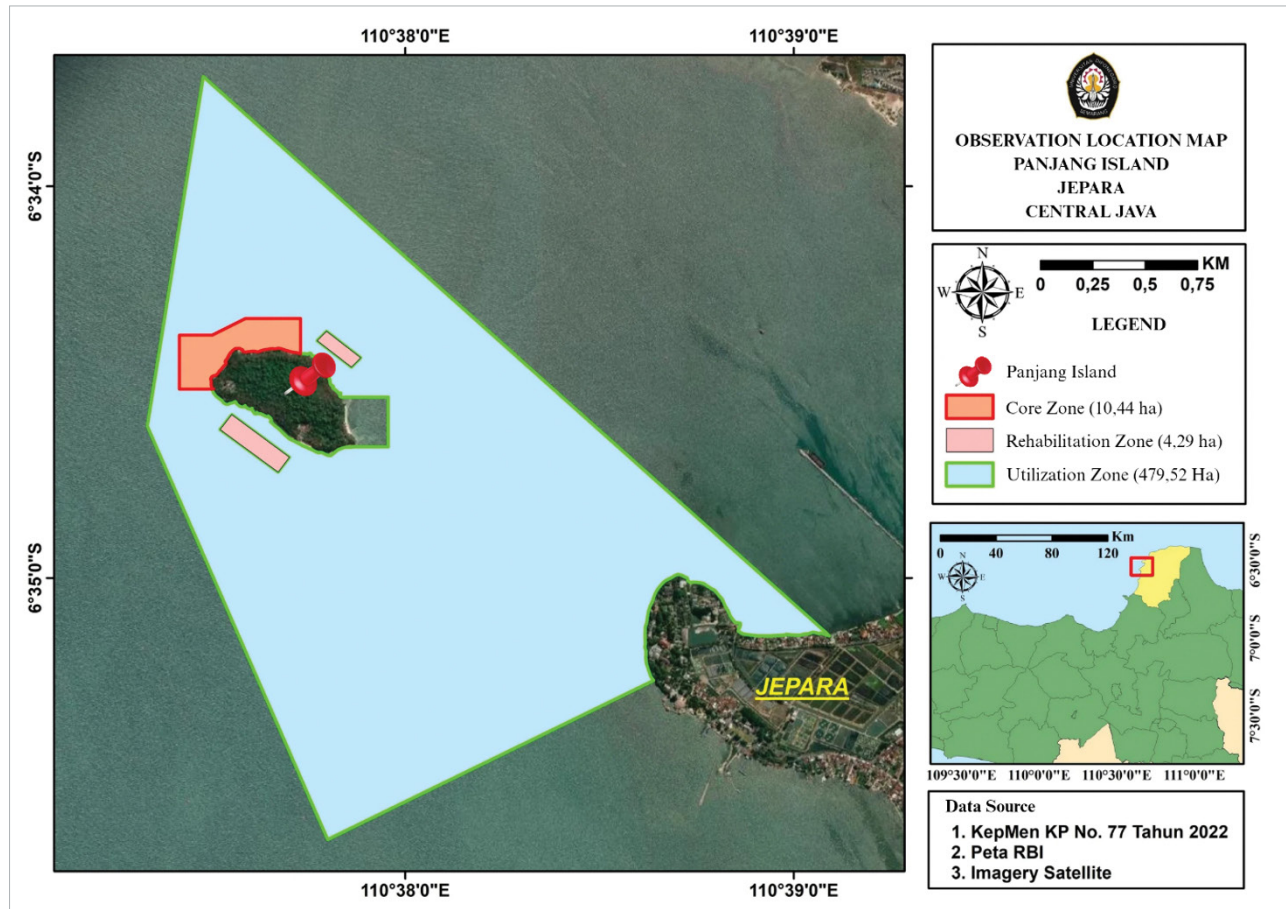 110°38'0"E
110°39'0"E
6°34'0"S
6°35'0"S
JEPARA
110°38'0"E
110°39'0"E
OBSERVATION LOCATION MAP
PANJANG ISLAND
JEPARA
CENTRAL JAVA
N
W
E
S
KM
0
0,25
0,5
0,75
LEGEND
Panjang Island
Core Zone (10,44 ha)
Rehabilitation Zone (4,29 ha)
Utilization Zone (479,52 Ha)
Km
0
40
80
120
N
W
E
S
6°30'0"S
7°0'0"S
7°30'0"S
109°30'0"E
110°0'0"E
110°30'0"E
111°0'0"E
Data Source
1. KepMen KP No. 77 Tahun 2022
2. Peta RBI
3. Imagery Satellite